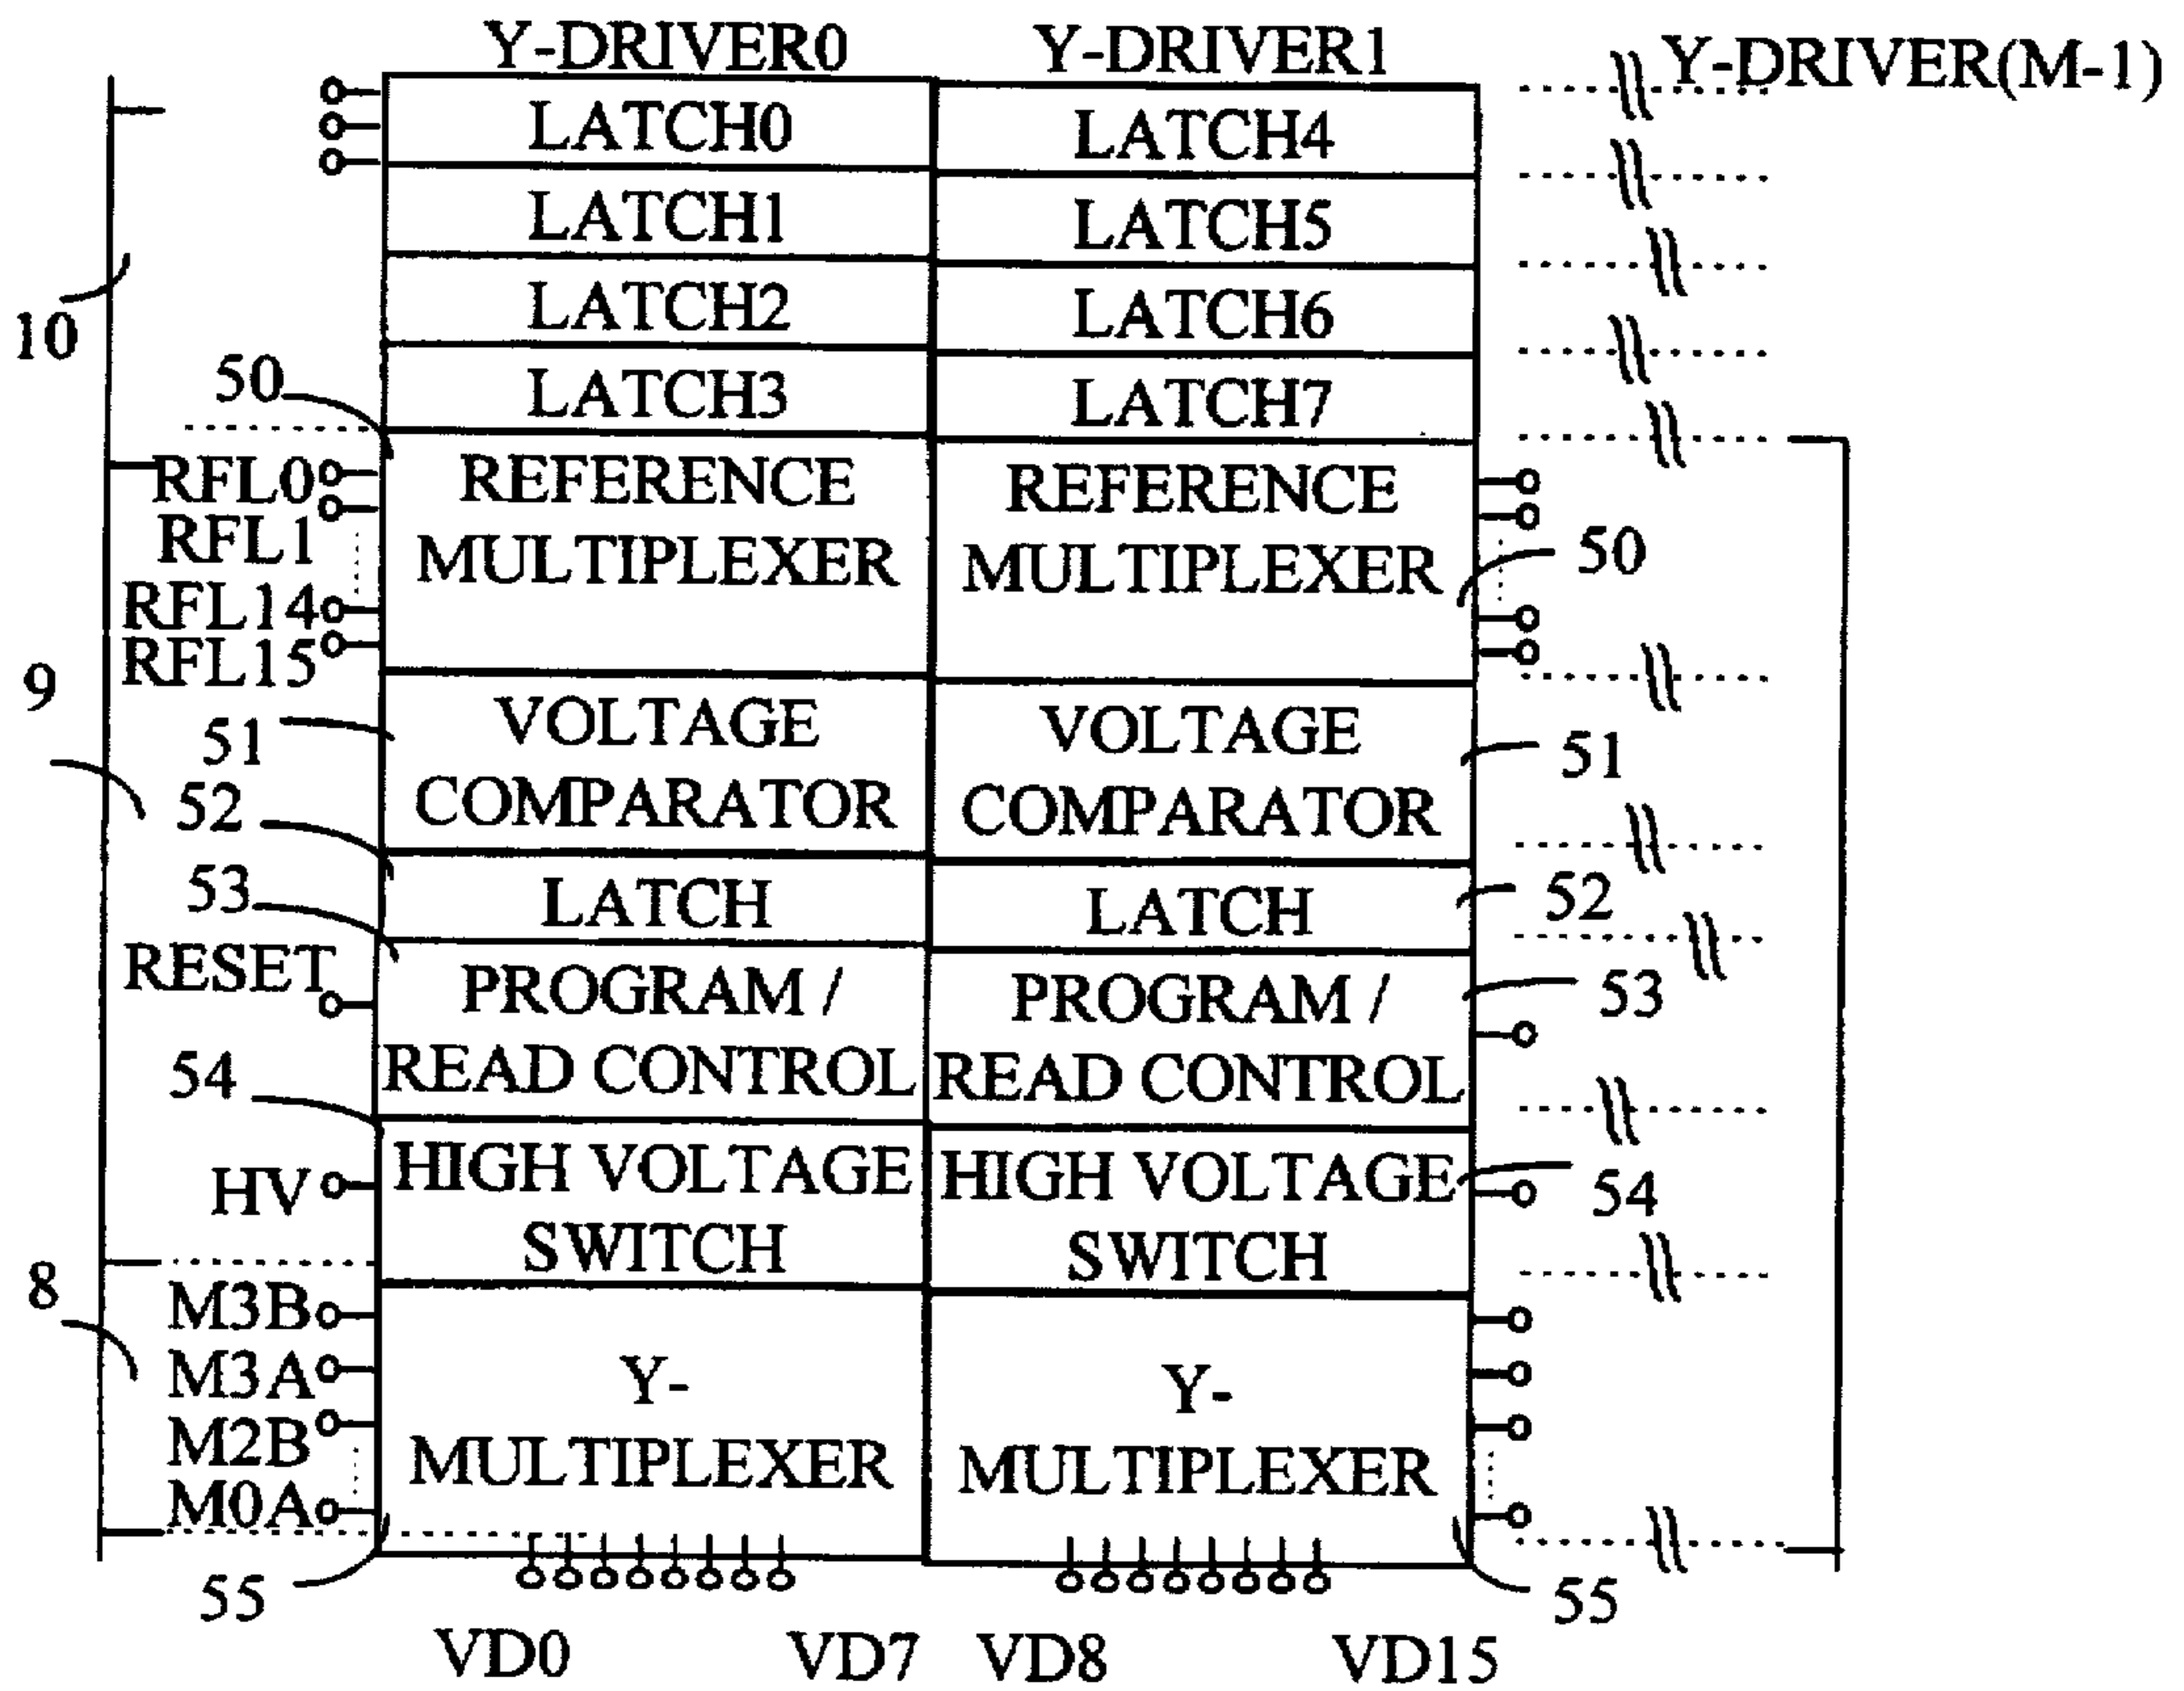 Y-DRIVER0 Y-DRIVER1 Y-DRIVER(M-1)
LATCH0 LATCH4
LATCH1 LATCH5
10
LATCH2 LATCH6
50 LATCH3 LATCH7
RFL0 REFERENCE REFERENCE
RFL1 MULTIPLEXER MULTIPLEXER 50
RFL14
RFL15
9
51 VOLTAGE VOLTAGE 51
52 COMPARATOR COMPARATOR
53 LATCH LATCH 52
RESET PROGRAM / PROGRAM / 53
54 READ CONTROL READ CONTROL
HV HIGH VOLTAGE HIGH VOLTAGE 54
SWITCH SWITCH
8
M3B
M3A Y- Y-
M2B MULTIPLEXER MULTIPLEXER
M0A
55 55
VD0 VD7 VD8 VD15